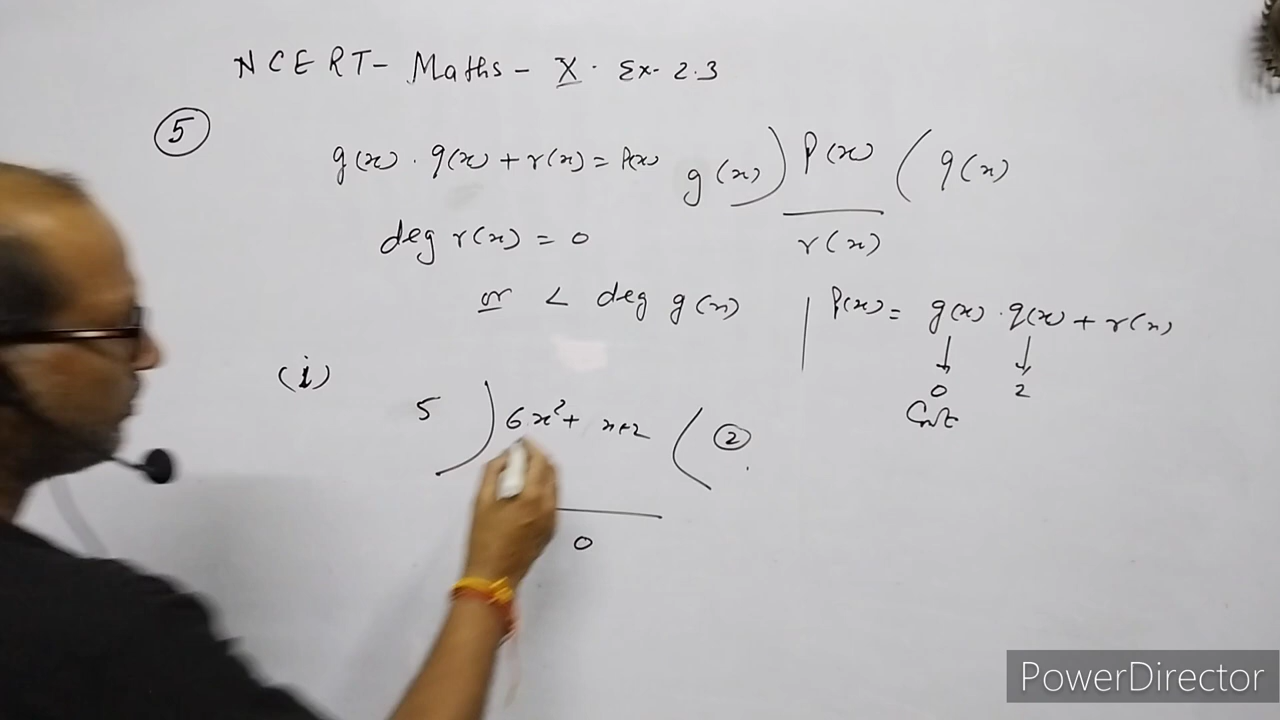 NCERT- Maths - X . Ex- 2.3
5
g(x) . q(x) + r(x) = P(x)
g(x) ) P(x) ( q(x)
r(x)
deg r(x) = 0
or < deg g(x)
P(x) = g(x) . q(x) + r(x)
↓ ↓
0 2
(i)
5 ) 6x² + x+2 ( 2
0
PowerDirector